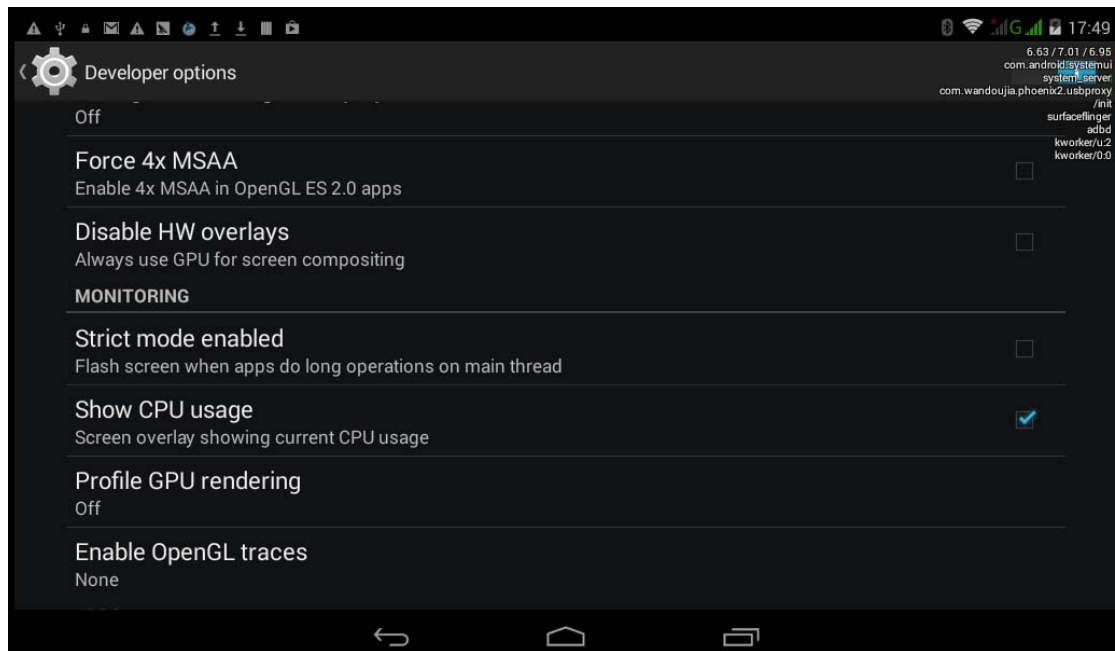 G
17:49
Developer options
6.63 / 7.01 / 6.95
com.android.systemui
system_server
com.wandoujia.phoenix2.usbproxy
/init
surfaceflinger
adbd
kworker/u:2
kworker/0:0
Off
Force 4x MSAA
Enable 4x MSAA in OpenGL ES 2.0 apps
Disable HW overlays
Always use GPU for screen compositing
MONITORING
Strict mode enabled
Flash screen when apps do long operations on main thread
Show CPU usage
Screen overlay showing current CPU usage
Profile GPU rendering
Off
Enable OpenGL traces
None